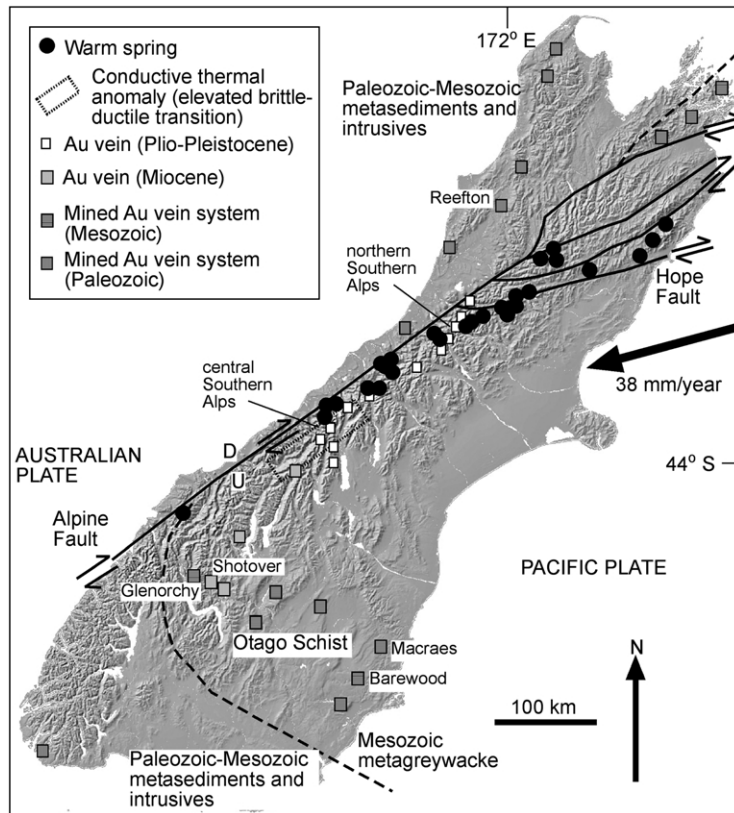 Warm spring
Conductive thermal
anomaly (elevated brittle-
ductile transition)
Au vein (Plio-Pleistocene)
Au vein (Miocene)
Mined Au vein system
(Mesozoic)
Mined Au vein system
(Paleozoic)
172° E
Paleozoic-Mesozoic
metasediments and
intrusives
Reefton
northern
Southern
Alps
Hope
Fault
38 mm/year
central
Southern
Alps
AUSTRALIAN
PLATE
D
U
44° S
Alpine
Fault
Shotover
Glenorchy
PACIFIC PLATE
Otago Schist
Macraes
Barewood
N
100 km
Mesozoic
metagreywacke
Paleozoic-Mesozoic
metasediments and
intrusives